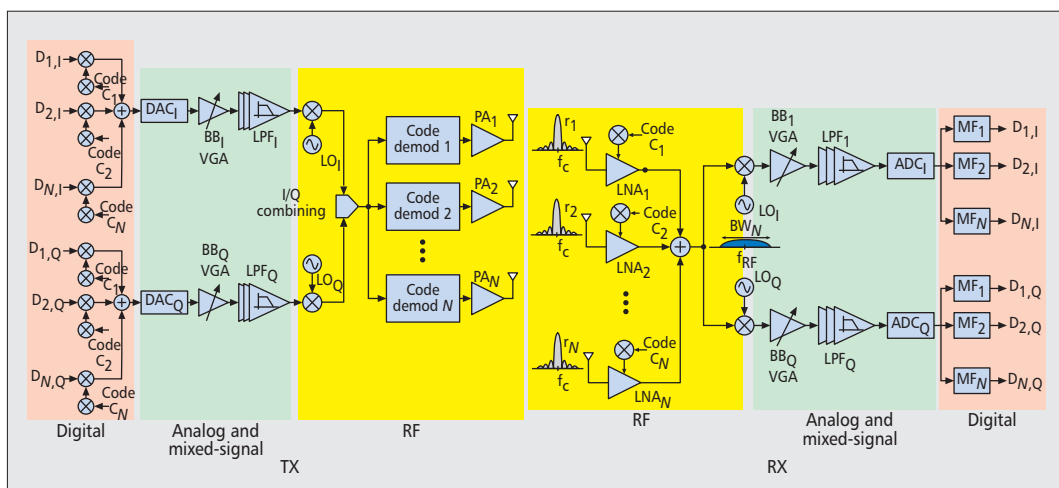 D1,I
Code
C1
D2,I
Code
C2
DN,I
Code
CN
D1,Q
Code
C1
D2,Q
Code
C2
DN,Q
Code
CN
Digital
DACI
BBI
VGA
LPFI
DACQ
BBQ
VGA
LPFQ
Analog and
mixed-signal
LOI
I/Q
combining
LOQ
Code
demod 1
PA1
Code
demod 2
PA2
Code
demod N
PAN
RF
TX
r1
fc
Code
C1
LNA1
r2
fc
Code
C2
LNA2
rN
fc
Code
CN
LNAN
LOI
BWN
fRF
LOQ
RF
BB1
VGA
LPF1
ADCI
BBQ
VGA
LPFQ
ADCQ
Analog and
mixed-signal
MF1
D1,I
MF2
D2,I
MFN
DN,I
MF1
D1,Q
MF2
D2,Q
MFN
DN,Q
Digital
RX